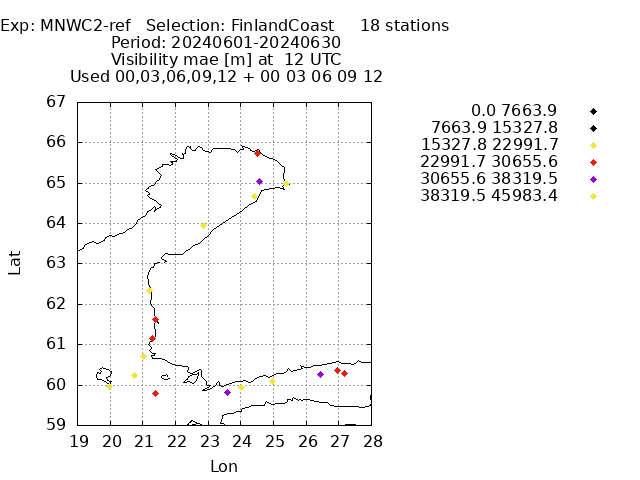 Exp: MNWC2-ref   Selection: FinlandCoast     18 stations
Period: 20240601-20240630
Visibility mae [m] at  12 UTC
Used 00,03,06,09,12 + 00 03 06 09 12
0.0 7663.9
7663.9 15327.8
15327.8 22991.7
22991.7 30655.6
30655.6 38319.5
38319.5 45983.4
67
66
65
64
63
62
61
60
59
Lat
19 20 21 22 23 24 25 26 27 28
Lon